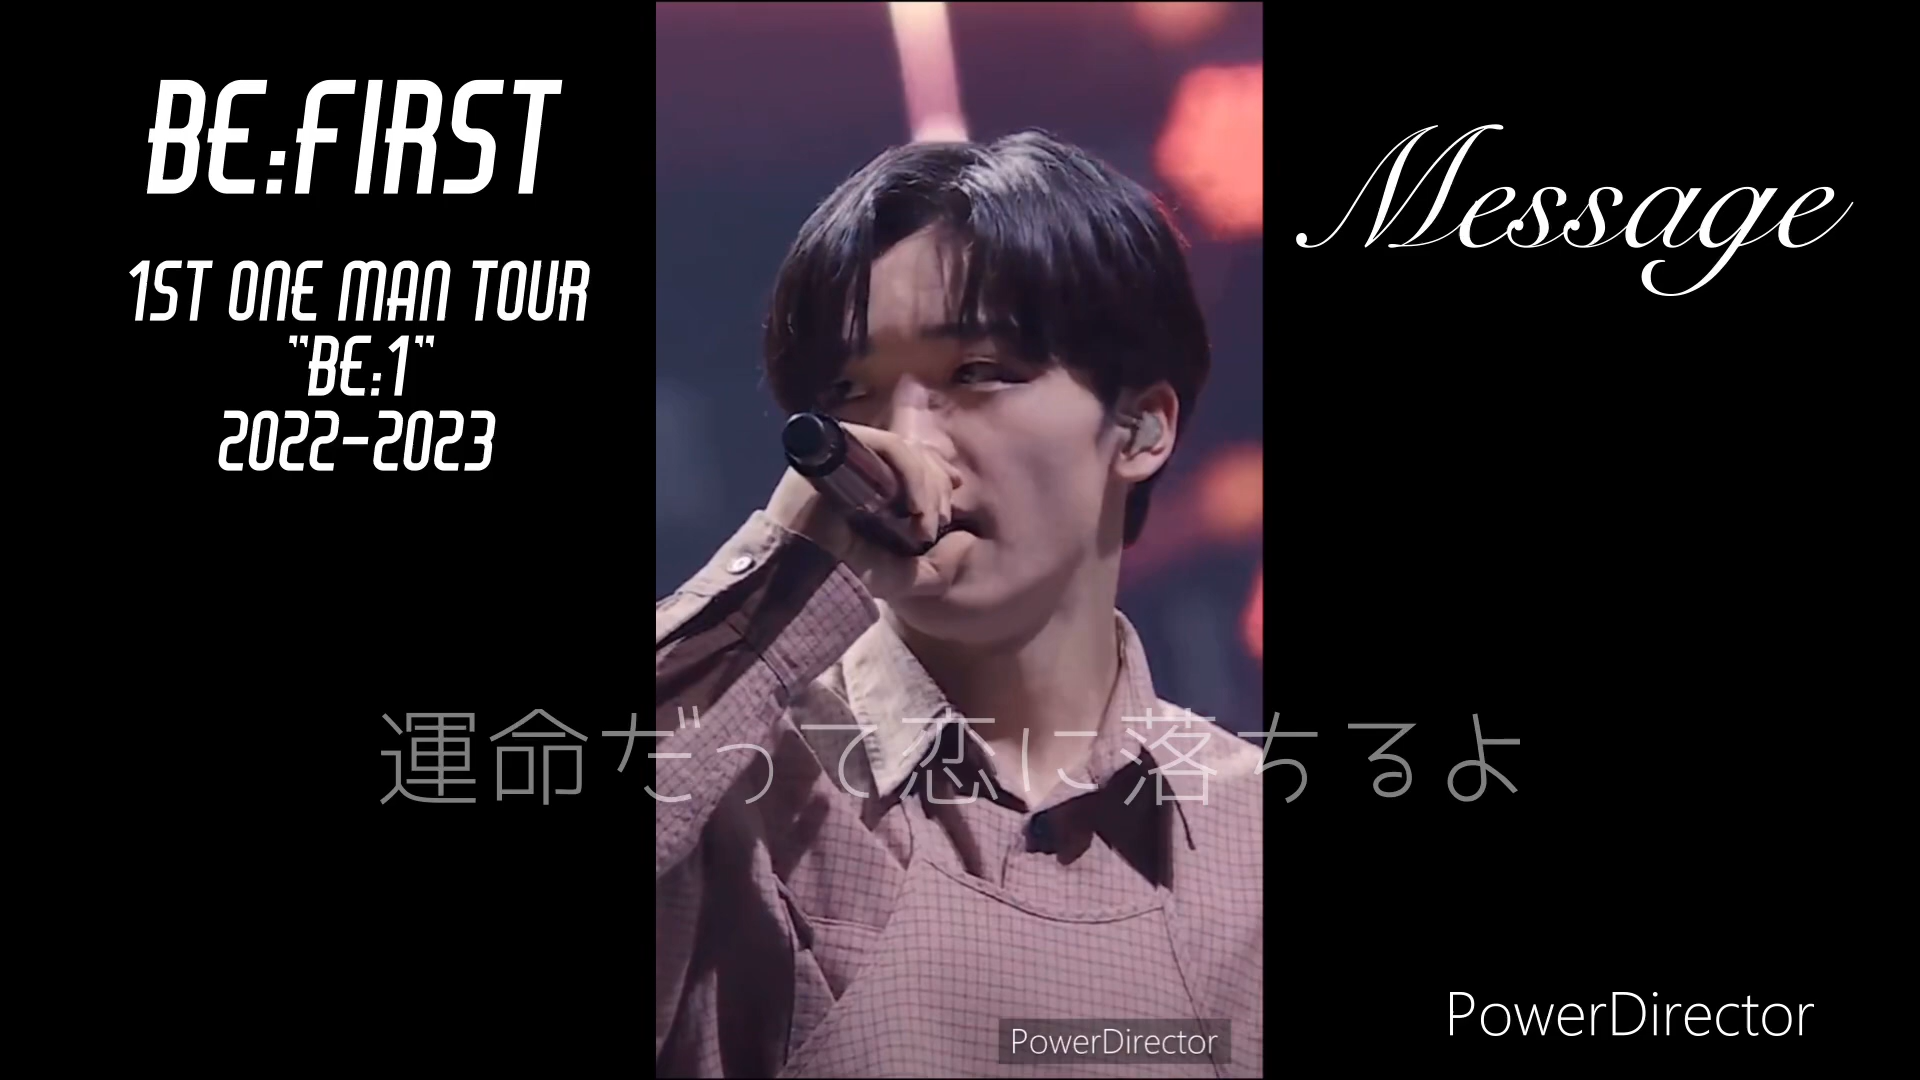 BE:FIRST
1ST ONE MAN TOUR
"BE:1"
2022-2023
Message
運命だって恋に落ちるよ
PowerDirector
PowerDirector